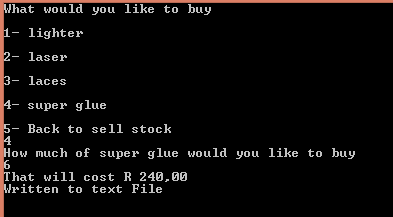 What would you like to buy
1- lighter
2- laser
3- laces
4- super glue
5- Back to sell stock
4
How much of super glue would you like to buy
6
That will cost R 240,00
Written to text File